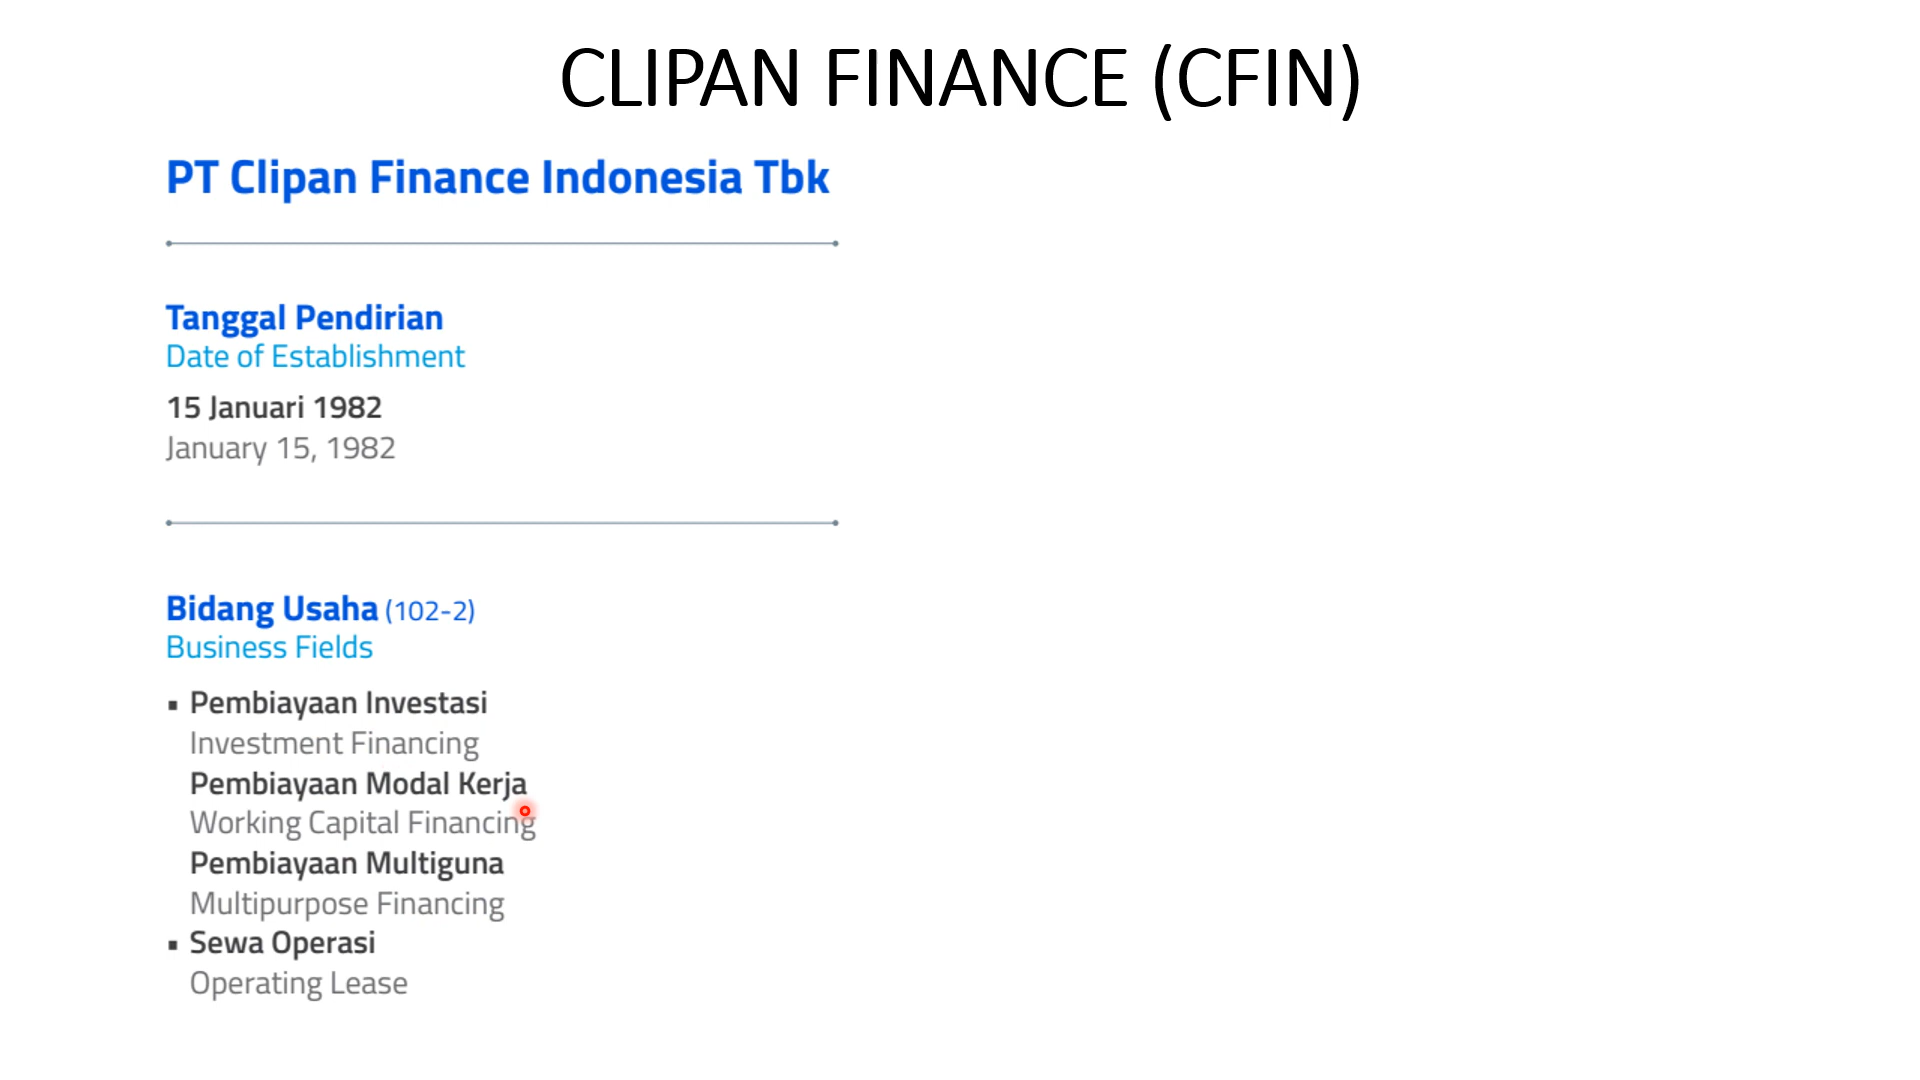 CLIPAN FINANCE (CFIN)
PT Clipan Finance Indonesia Tbk
Tanggal Pendirian
Date of Establishment
15 Januari 1982
January 15, 1982
Bidang Usaha (102-2)
Business Fields
▪ Pembiayaan Investasi
Investment Financing
Pembiayaan Modal Kerja
Working Capital Financing
Pembiayaan Multiguna
Multipurpose Financing
▪ Sewa Operasi
Operating Lease